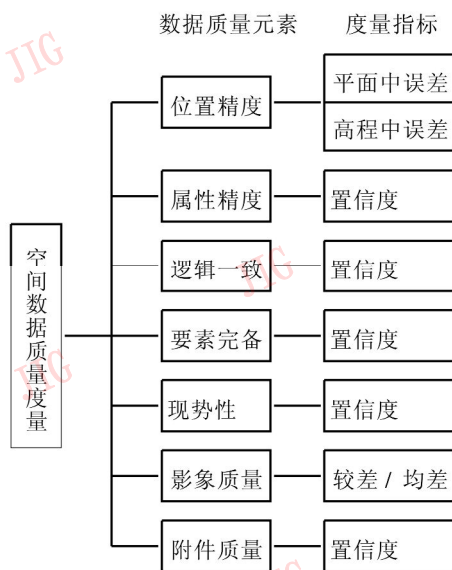 数据质量元素 度量指标
位置精度 平面中误差
高程中误差
属性精度 置信度
逻辑一致 置信度
要素完备 置信度
现势性 置信度
影象质量 较差 / 均差
附件质量 置信度
空间数据质量度量
JIG
JIG
JIG
JIG